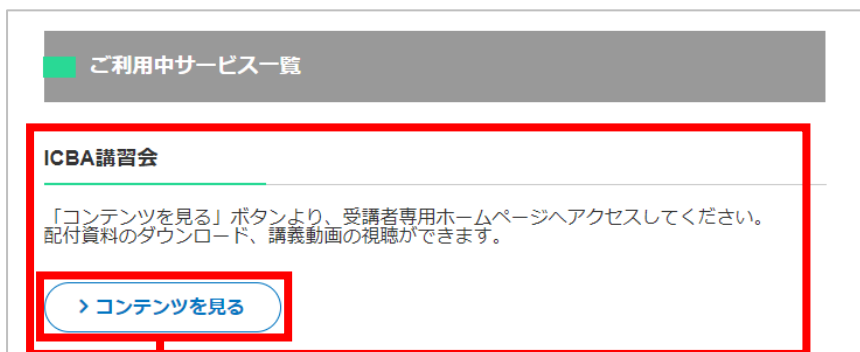 ご利用中サービス一覧
ICBA講習会
「コンテンツを見る」ボタンより、受講者専用ホームページへアクセスしてください。
配付資料のダウンロード、講義動画の視聴ができます。
> コンテンツを見る